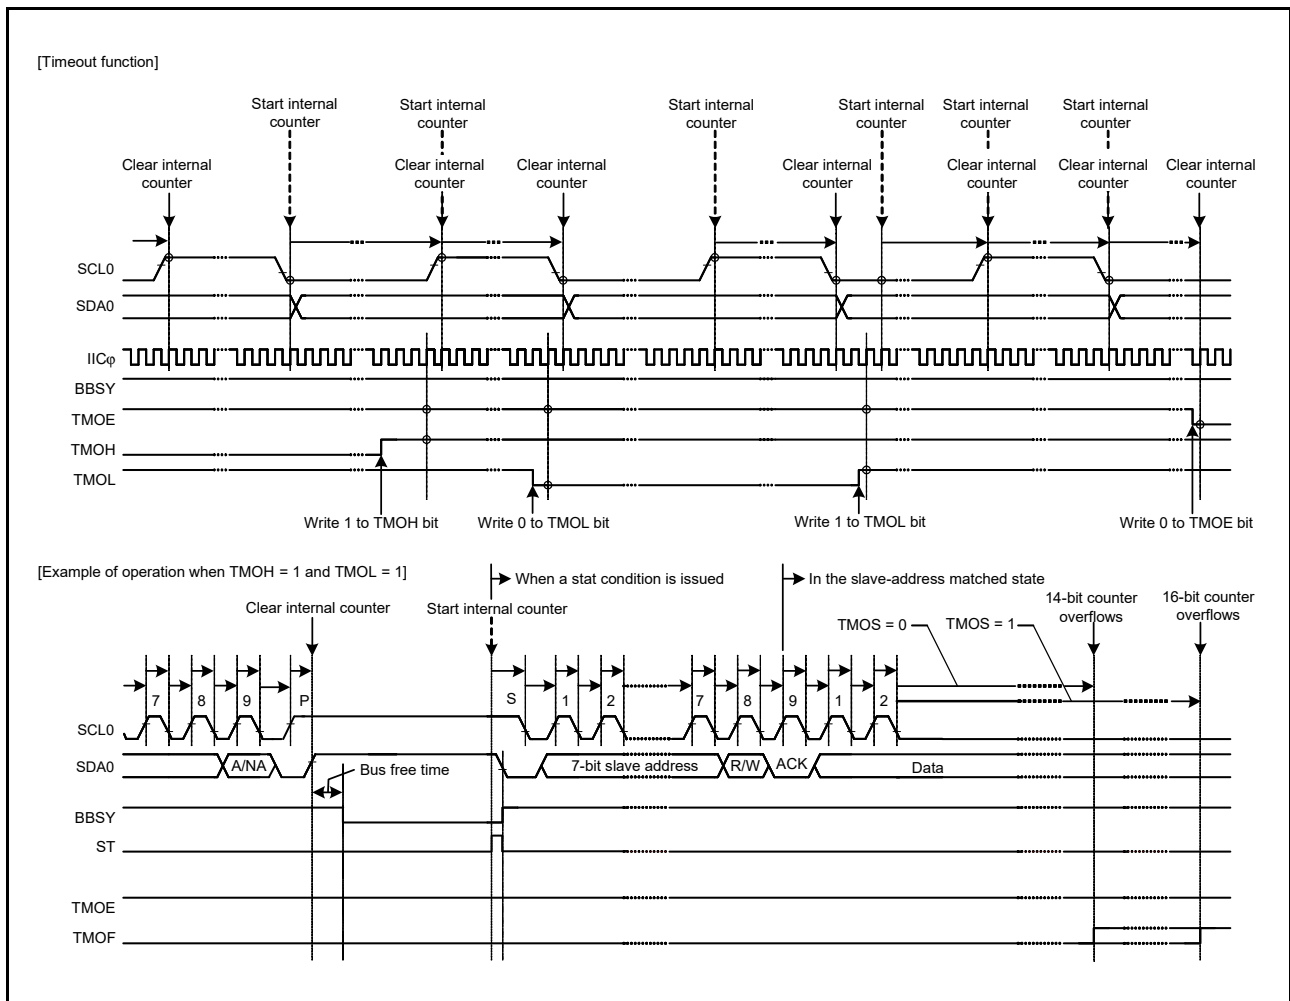 [Timeout function]
Start internal
counter
Start internal
counter
Start internal
counter
Start internal
counter
Start internal
counter
Start internal
counter
Clear internal
counter
Clear internal
counter
Clear internal
counter
Clear internal
counter
Clear internal
counter
Clear internal
counter
Clear internal
counter
SCL0
SDA0
IICφ
BBSY
TMOE
TMOH
TMOL
Write 1 to TMOH bit
Write 0 to TMOL bit
Write 1 to TMOL bit
Write 0 to TMOE bit
[Example of operation when TMOH = 1 and TMOL = 1]
When a stat condition is issued
In the slave-address matched state
Clear internal counter
Start internal counter
14-bit counter
overflows
16-bit counter
overflows
TMOS = 0
TMOS = 1
7 8 9 P S 1 2 7 8 9 1 2
SCL0
SDA0
A/NA
7-bit slave address
R/W
ACK
Data
Bus free time
BBSY
ST
TMOE
TMOF